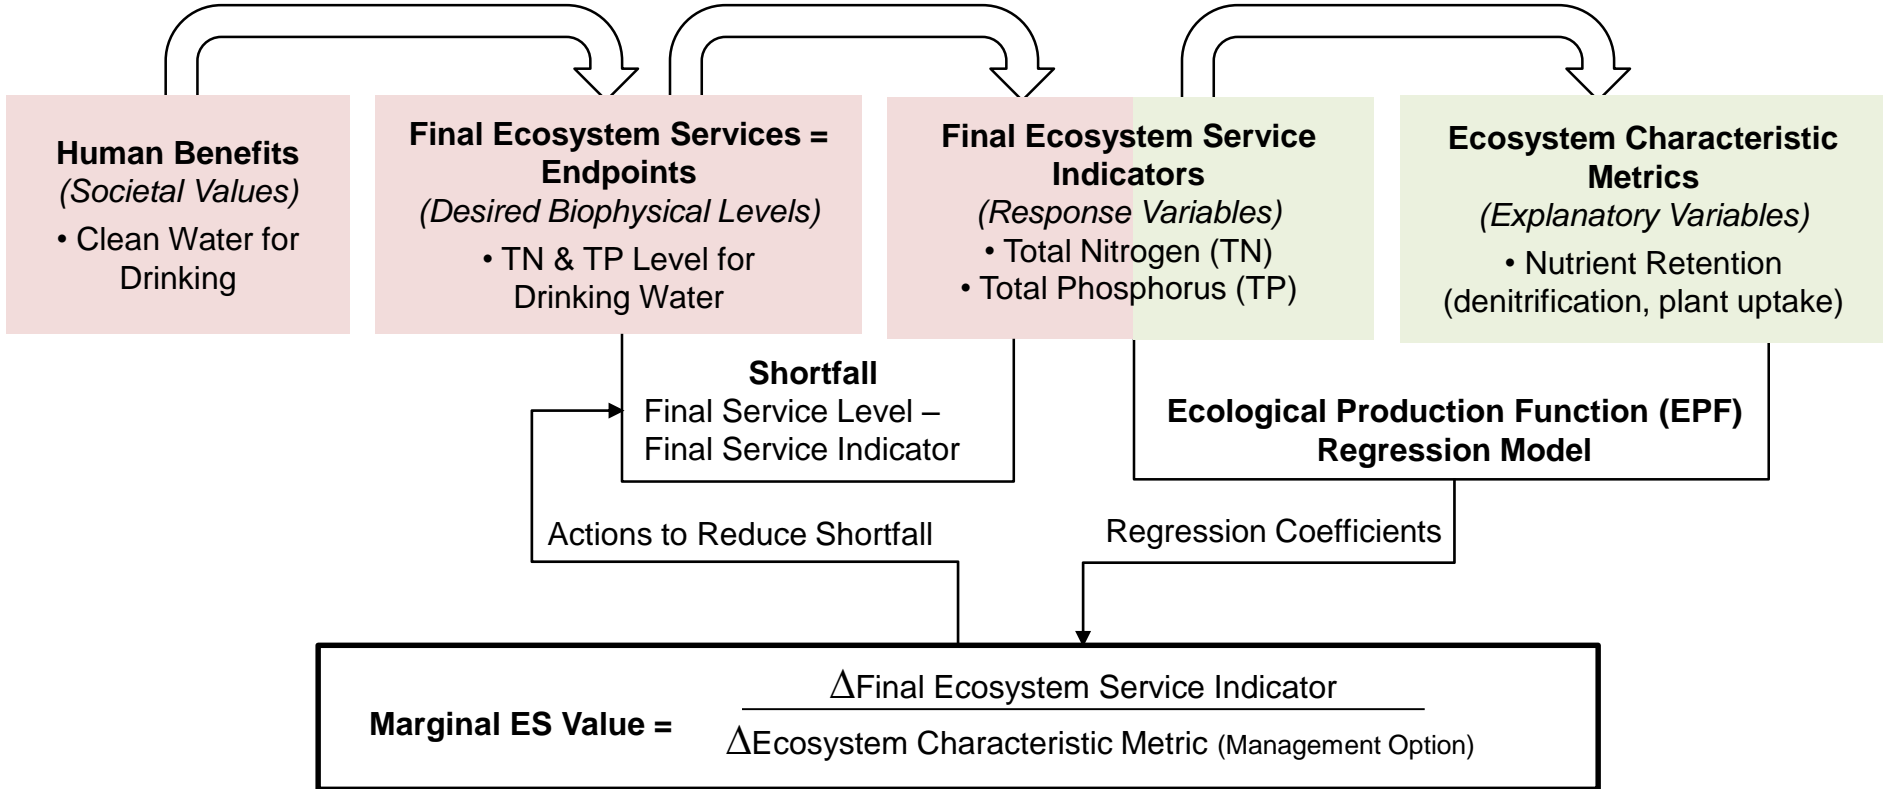 Human Benefits
(Societal Values)
• Clean Water for
Drinking
Final Ecosystem Services =
Endpoints
(Desired Biophysical Levels)
• TN & TP Level for
Drinking Water
Final Ecosystem Service
Indicators
(Response Variables)
• Total Nitrogen (TN)
• Total Phosphorus (TP)
Ecosystem Characteristic
Metrics
(Explanatory Variables)
• Nutrient Retention
(denitrification, plant uptake)
Shortfall
Final Service Level –
Final Service Indicator
Ecological Production Function (EPF)
Regression Model
Actions to Reduce Shortfall
Regression Coefficients
Marginal ES Value =
ΔFinal Ecosystem Service Indicator
ΔEcosystem Characteristic Metric (Management Option)